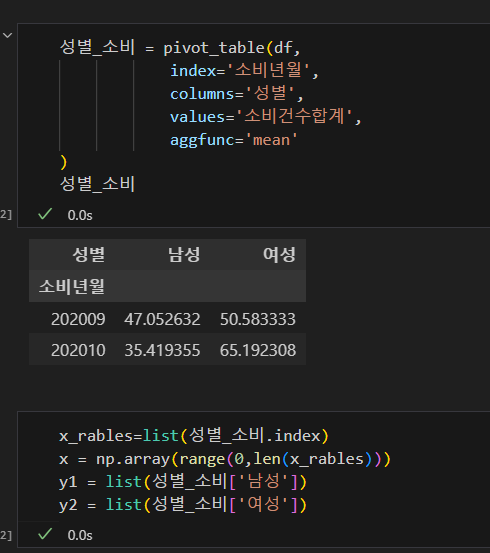 성별_소비 = pivot_table(df,
index='소비년월',
columns='성별',
values='소비건수합계',
aggfunc='mean'
)
성별_소비
2] 0.0s
성별 남성 여성
소비년월
202009 47.052632 50.583333
202010 35.419355 65.192308
x_rables=list(성별_소비.index)
x = np.array(range(0,len(x_rables)))
y1 = list(성별_소비['남성'])
y2 = list(성별_소비['여성'])
2] 0.0s